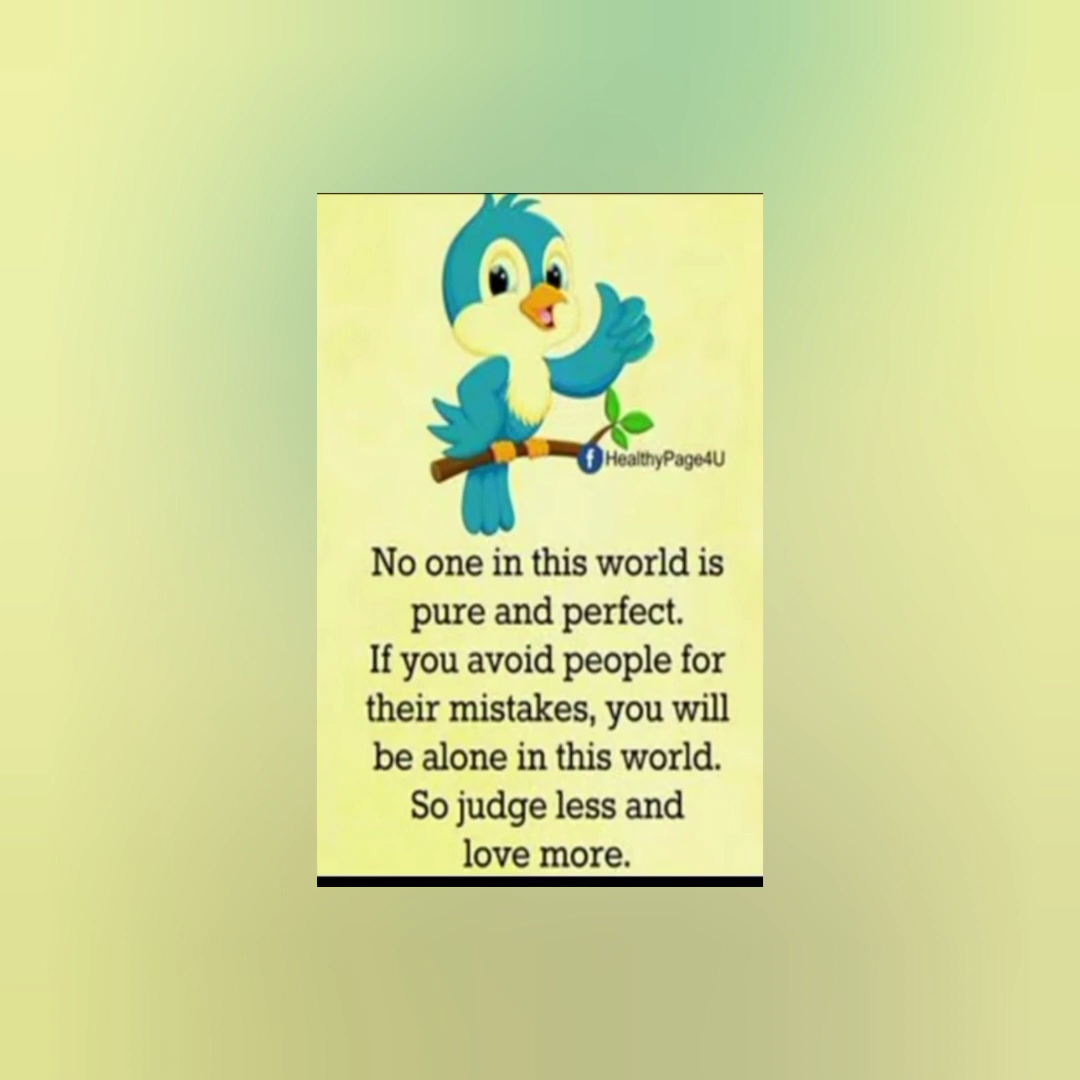 HealthyPage4U
No one in this world is
pure and perfect.
If you avoid people for
their mistakes, you will
be alone in this world.
So judge less and
love more.